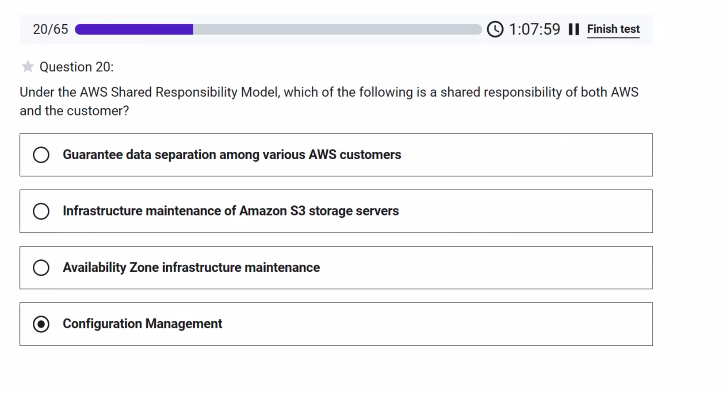 20/65 1:07:59 Finish test
Question 20:
Under the AWS Shared Responsibility Model, which of the following is a shared responsibility of both AWS
and the customer?
Guarantee data separation among various AWS customers
Infrastructure maintenance of Amazon S3 storage servers
Availability Zone infrastructure maintenance
Configuration Management